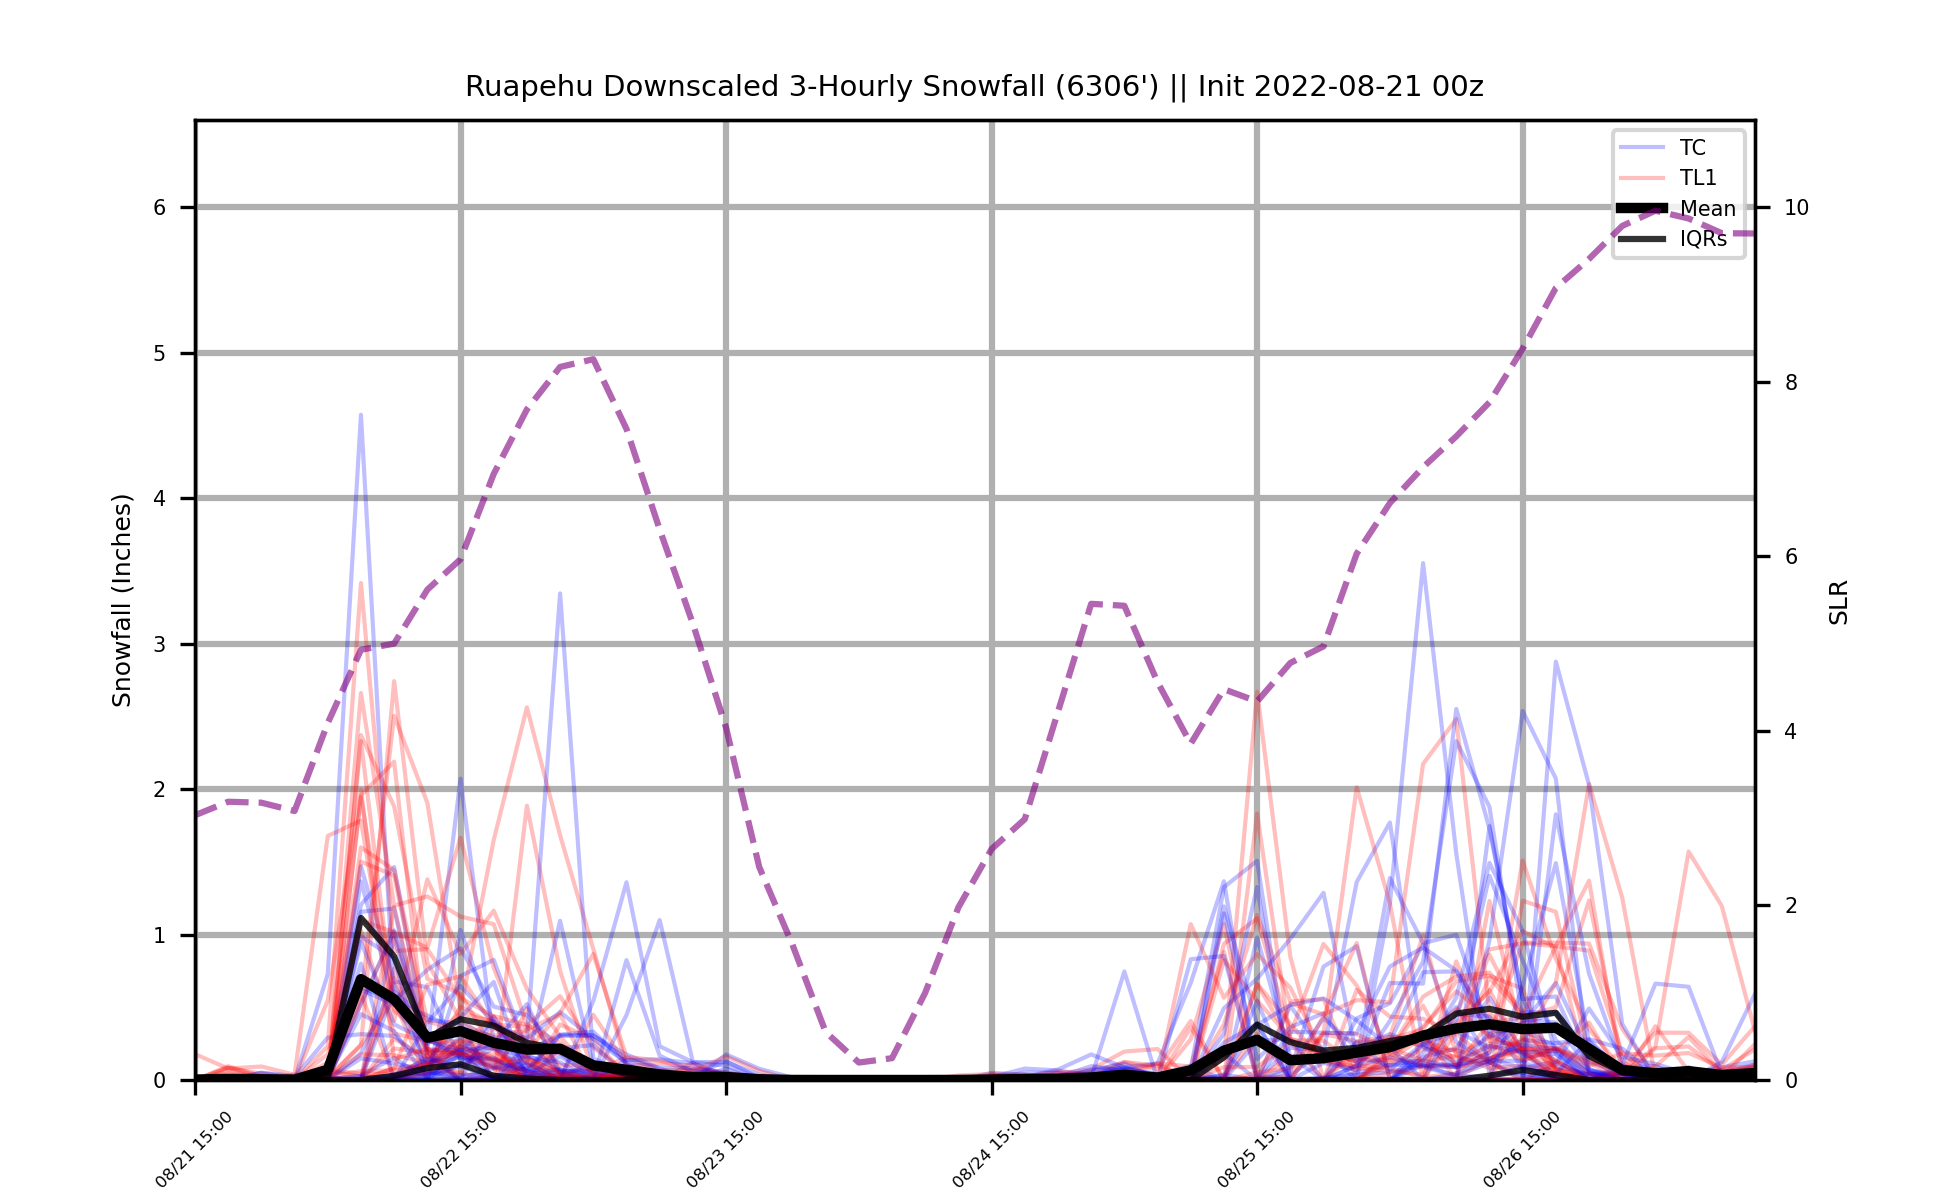 Ruapehu Downscaled 3-Hourly Snowfall (6306') || Init 2022-08-21 00z
TC
TL1
Mean
IQRs
6
5
4
3
2
1
0
Snowfall (Inches)
10
8
6
4
2
0
SLR
08/21 15:00
08/22 15:00
08/23 15:00
08/24 15:00
08/25 15:00
08/26 15:00